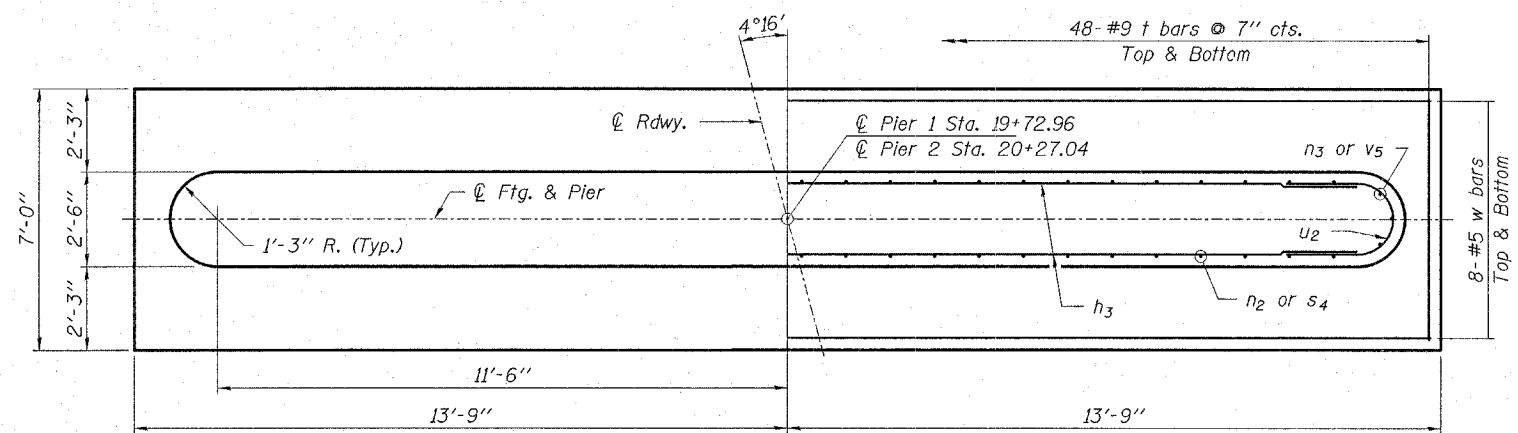 4°16'
48-#9 t bars @ 7" cts.
Top & Bottom
℄ Rdwy.
℄ Pier 1 Sta. 19+72.96
℄ Pier 2 Sta. 20+27.04
n3 or v5
2'-3"
7'-0"
2'-6"
2'-3"
℄ Ftg. & Pier
1'-3" R. (Typ.)
u2
8-#5 w bars
Top & Bottom
h3
n2 or s4
11'-6"
13'-9"
13'-9"